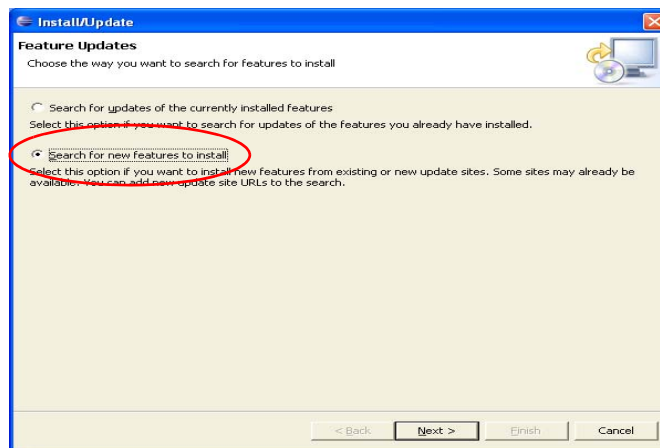 Install/Update
Feature Updates
Choose the way you want to search for features to install
Search for updates of the currently installed features
Select this option if you want to search for updates of the features you already have installed.
Search for new features to install
Select this option if you want to install new features from existing or new update sites. Some sites may already be
available. You can add new update site URLs to the search.
< Back Next > Finish Cancel